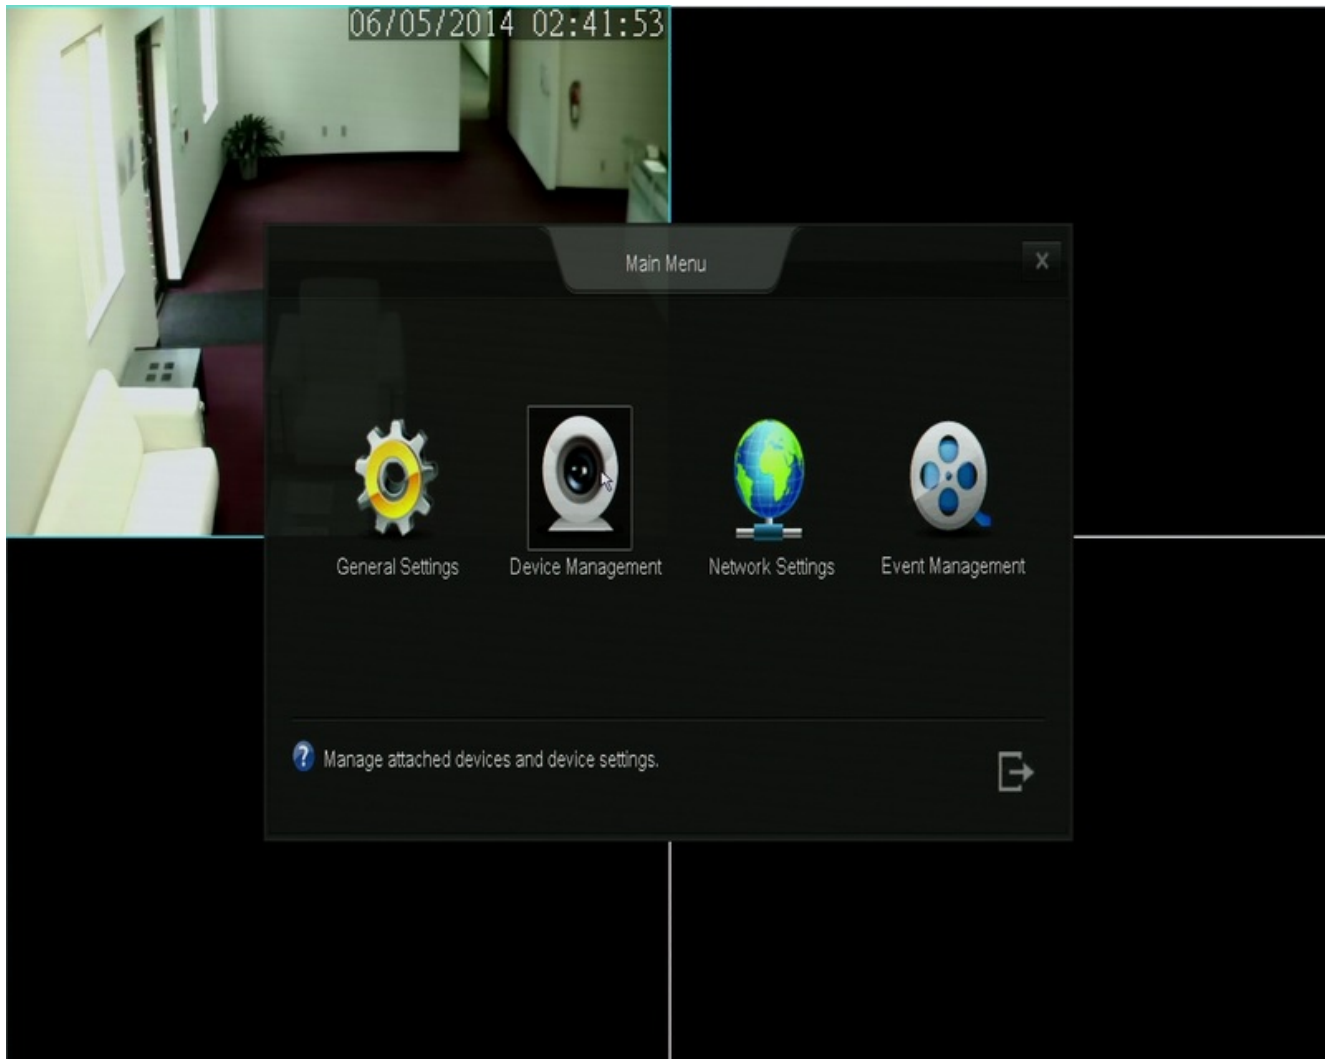 06/05/2014 02:41:53
Main Menu
X
General Settings
Device Management
Network Settings
Event Management
? Manage attached devices and device settings.